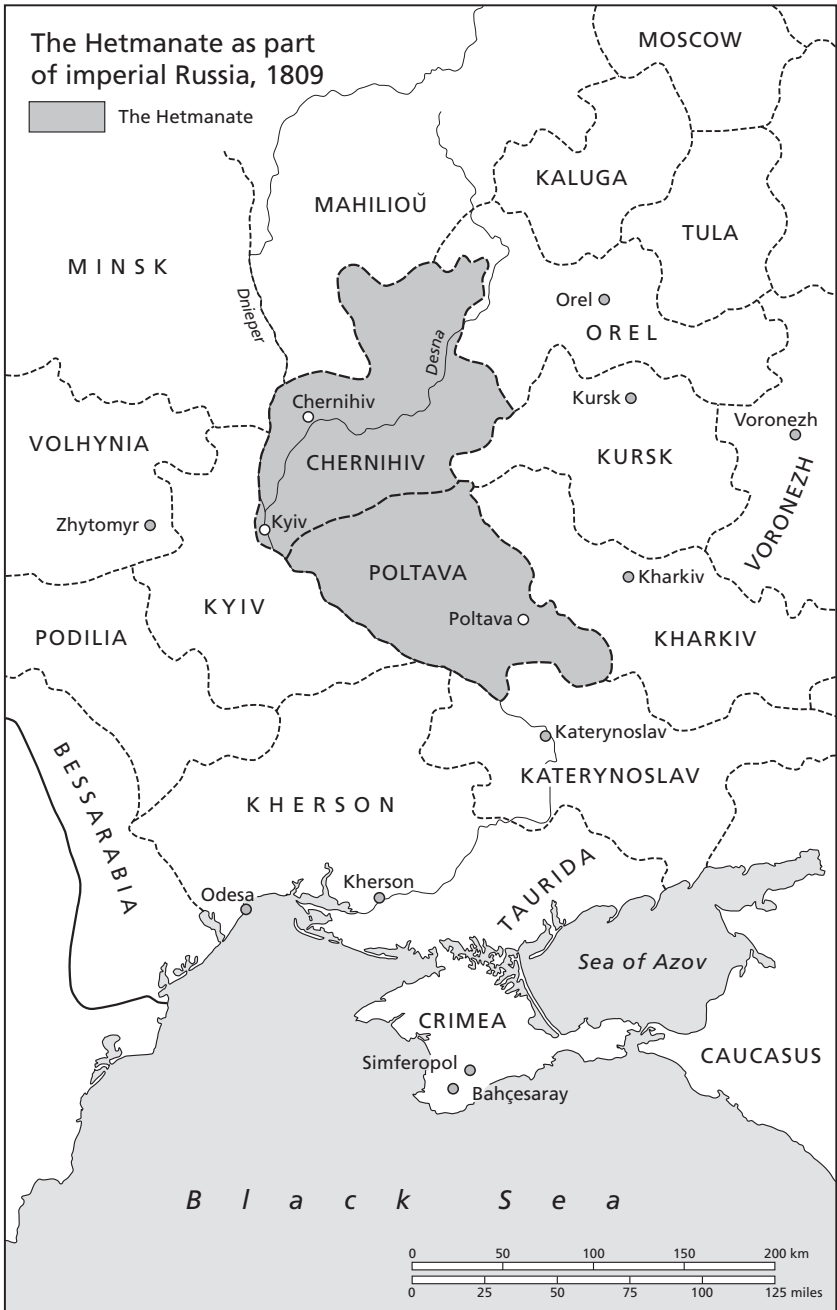 The Hetmanate as part
of imperial Russia, 1809
The Hetmanate
MOSCOW
KALUGA
MAHILIOŬ
TULA
MINSK
Dnieper
Orel
OREL
Desna
Chernihiv
Kursk
Voronezh
VOLHYNIA
CHERNIHIV
KURSK
VORONEZH
Zhytomyr
Kyiv
POLTAVA
Kharkiv
KYIV
Poltava
PODILIA
KHARKIV
Katerynoslav
BESSARABIA
KATERYNOSLAV
KHERSON
Kherson
Odesa
TAURIDA
Sea of Azov
CRIMEA
CAUCASUS
Simferopol
Bahçesaray
Black Sea
0 50 100 150 200 km
0 25 50 75 100 125 miles